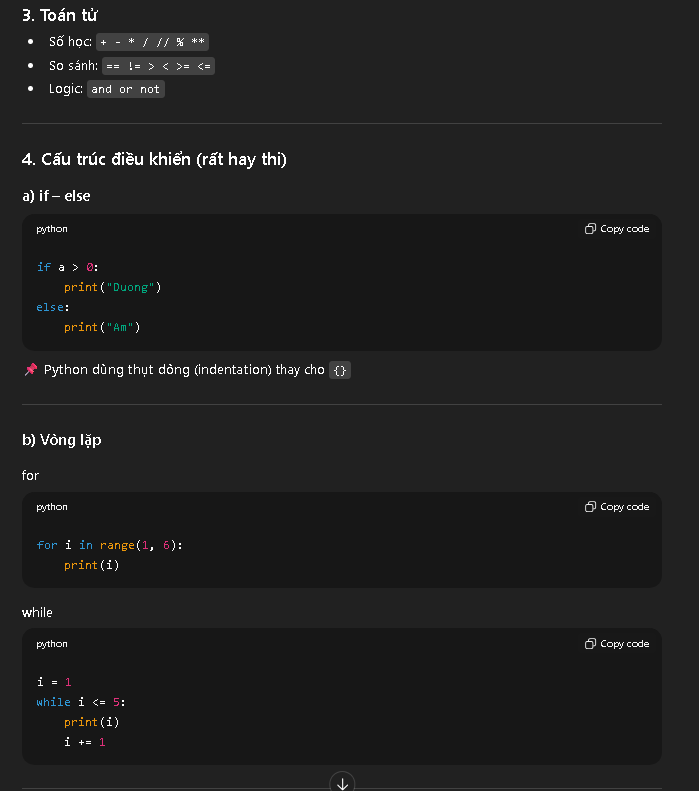 3. Toán tử
Số học: + - * / // % **
So sánh: == != > < >= <=
Logic: and or not
4. Cấu trúc điều khiển (rất hay thi)
a) if – else
python
Copy code
if a > 0:
    print("Duong")
else:
    print("Am")
📌 Python dùng thụt dòng (indentation) thay cho {}
b) Vòng lặp
for
python
Copy code
for i in range(1, 6):
    print(i)
while
python
Copy code
i = 1
while i <= 5:
    print(i)
    i += 1